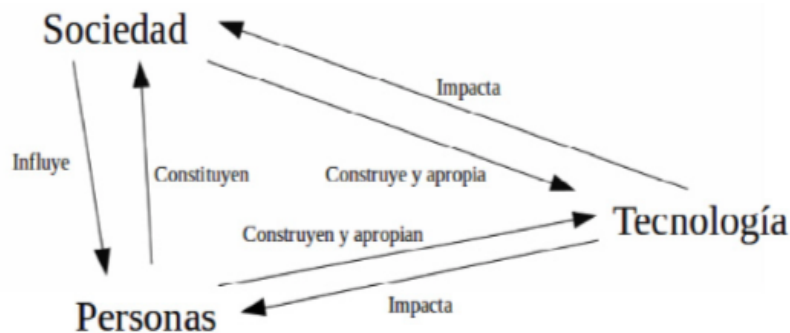 Sociedad
Impacta
Influye
Constituyen
Construye y apropia
Tecnología
Construyen y apropian
Impacta
Personas